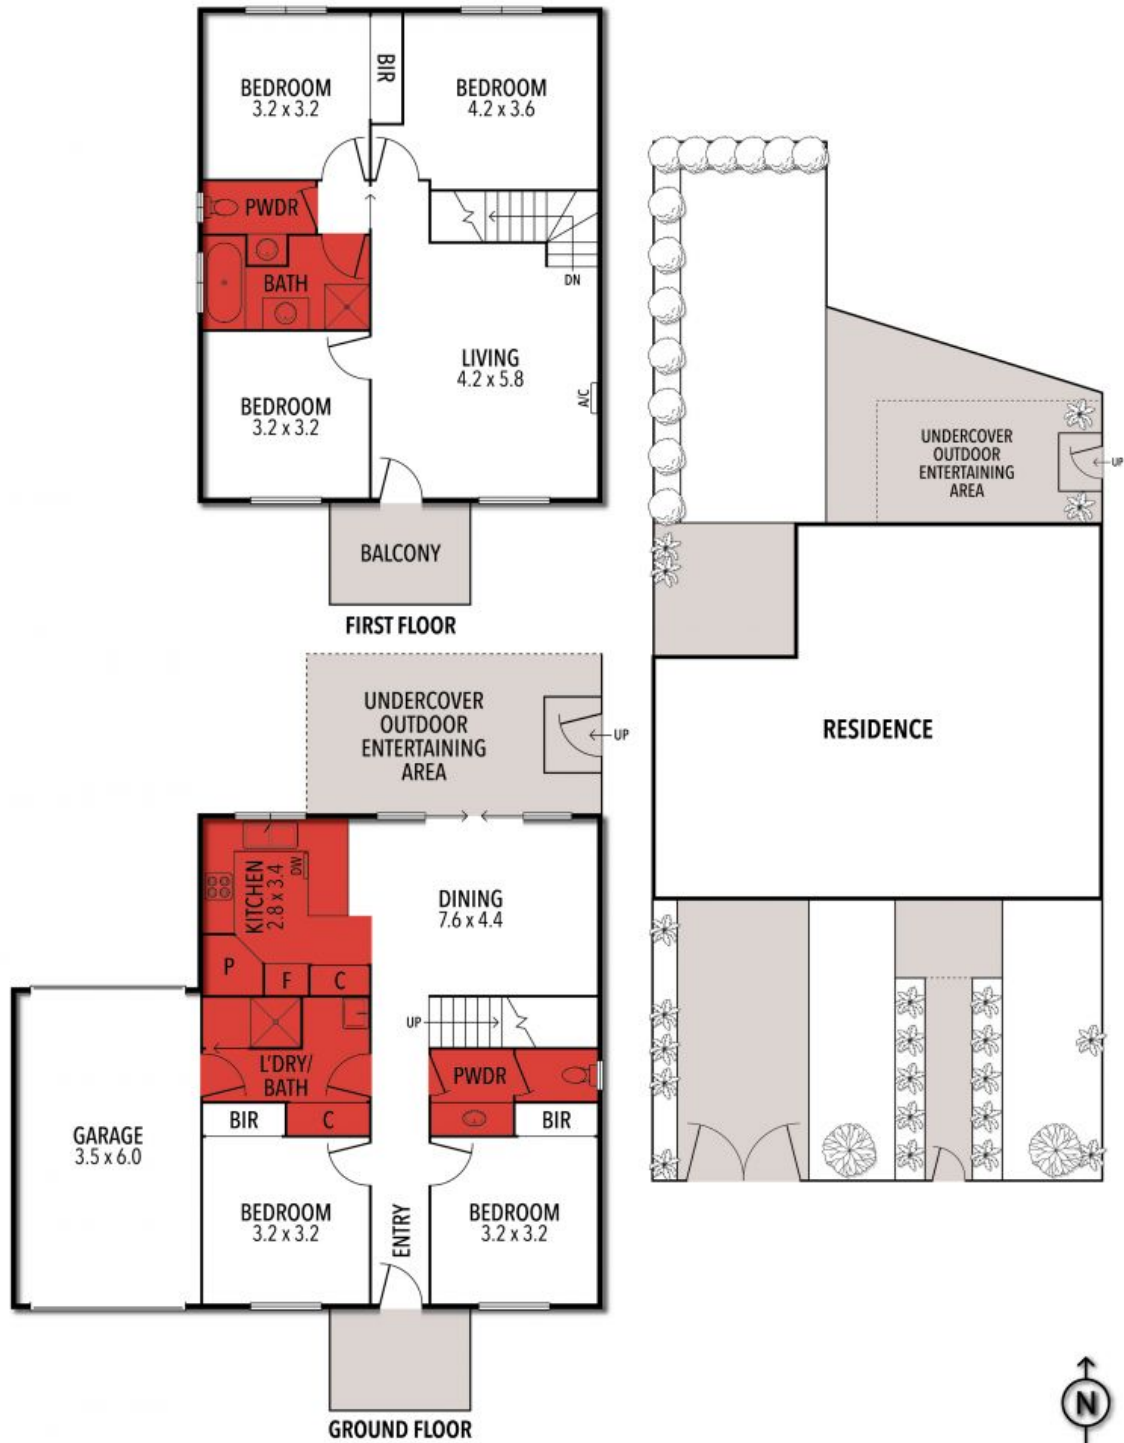 BEDROOM
3.2 x 3.2
BIR
BEDROOM
4.2 x 3.6
PWDR
BATH
DN
LIVING
4.2 x 5.8
A/C
BEDROOM
3.2 x 3.2
BALCONY
FIRST FLOOR
UNDERCOVER
OUTDOOR
ENTERTAINING
AREA
UP
KITCHEN
2.8 x 3.4
DW
DINING
7.6 x 4.4
P
F
C
UP
L'DRY/
BATH
PWDR
BIR
C
BIR
GARAGE
3.5 x 6.0
BEDROOM
3.2 x 3.2
ENTRY
BEDROOM
3.2 x 3.2
GROUND FLOOR
UNDERCOVER
OUTDOOR
ENTERTAINING
AREA
UP
RESIDENCE
N